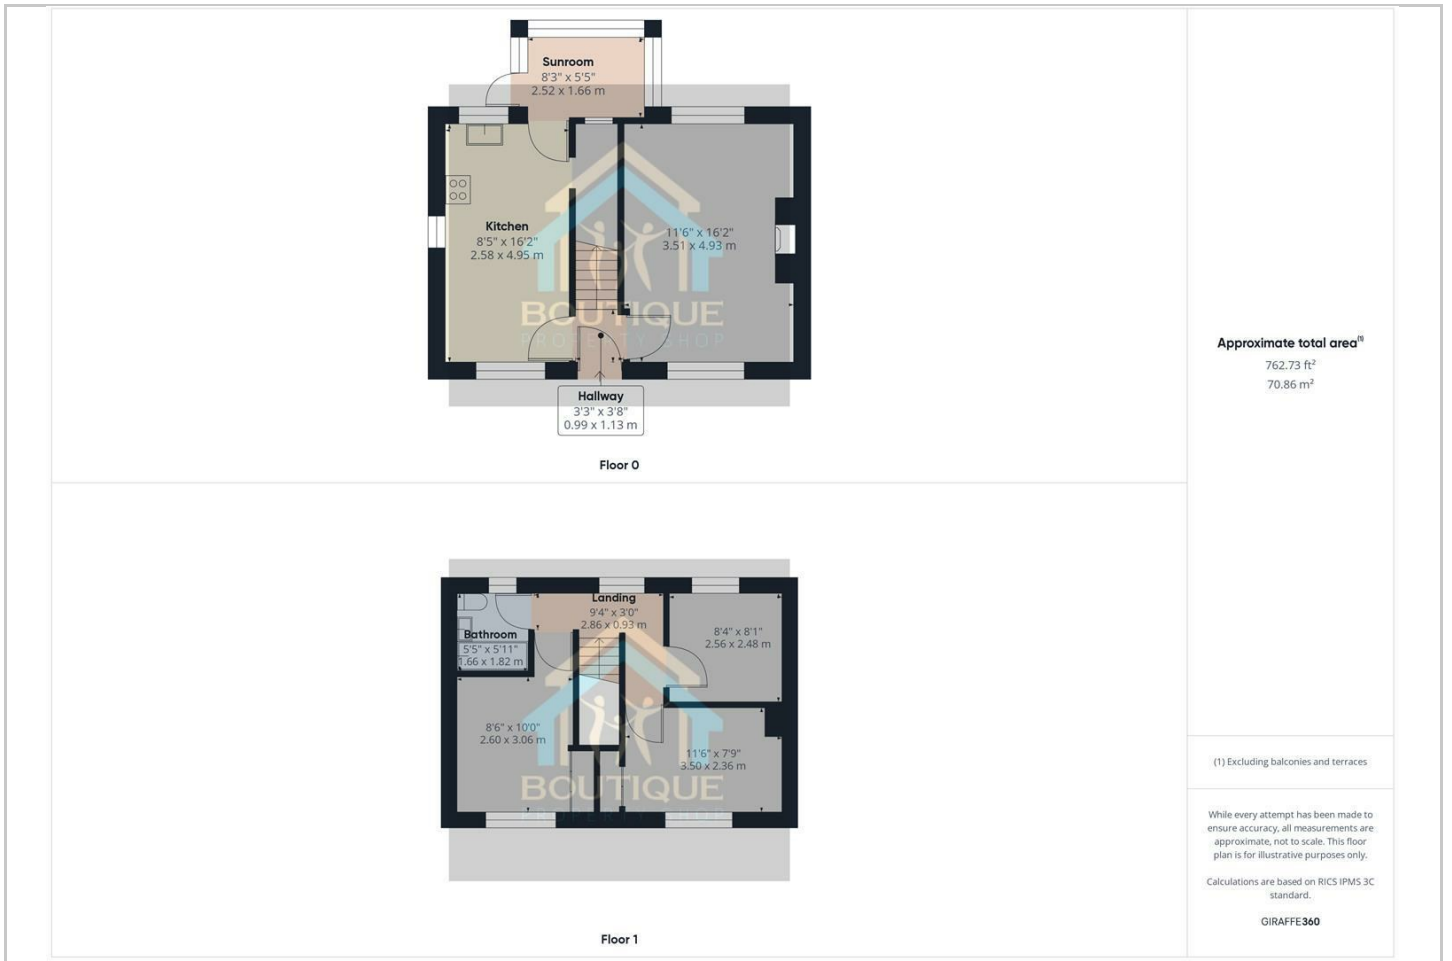 Sunroom
8'3" x 5'5"
2.52 x 1.66 m
Kitchen
8'5" x 16'2"
2.58 x 4.95 m
11'6" x 16'2"
3.51 x 4.93 m
BOUTIQUE
PROPERTY SHOP
Hallway
3'3" x 3'8"
0.99 x 1.13 m
Floor 0
Landing
9'4" x 3'0"
2.86 x 0.93 m
Bathroom
5'5" x 5'11"
1.66 x 1.82 m
8'4" x 8'1"
2.56 x 2.48 m
8'6" x 10'0"
2.60 x 3.06 m
11'6" x 7'9"
3.50 x 2.36 m
BOUTIQUE
PROPERTY SHOP
Floor 1
Approximate total area(1)
762.73 ft²
70.86 m²
(1) Excluding balconies and terraces
While every attempt has been made to
ensure accuracy, all measurements are
approximate, not to scale. This floor
plan is for illustrative purposes only.
Calculations are based on RICS IPMS 3C
standard.
GIRAFFE360